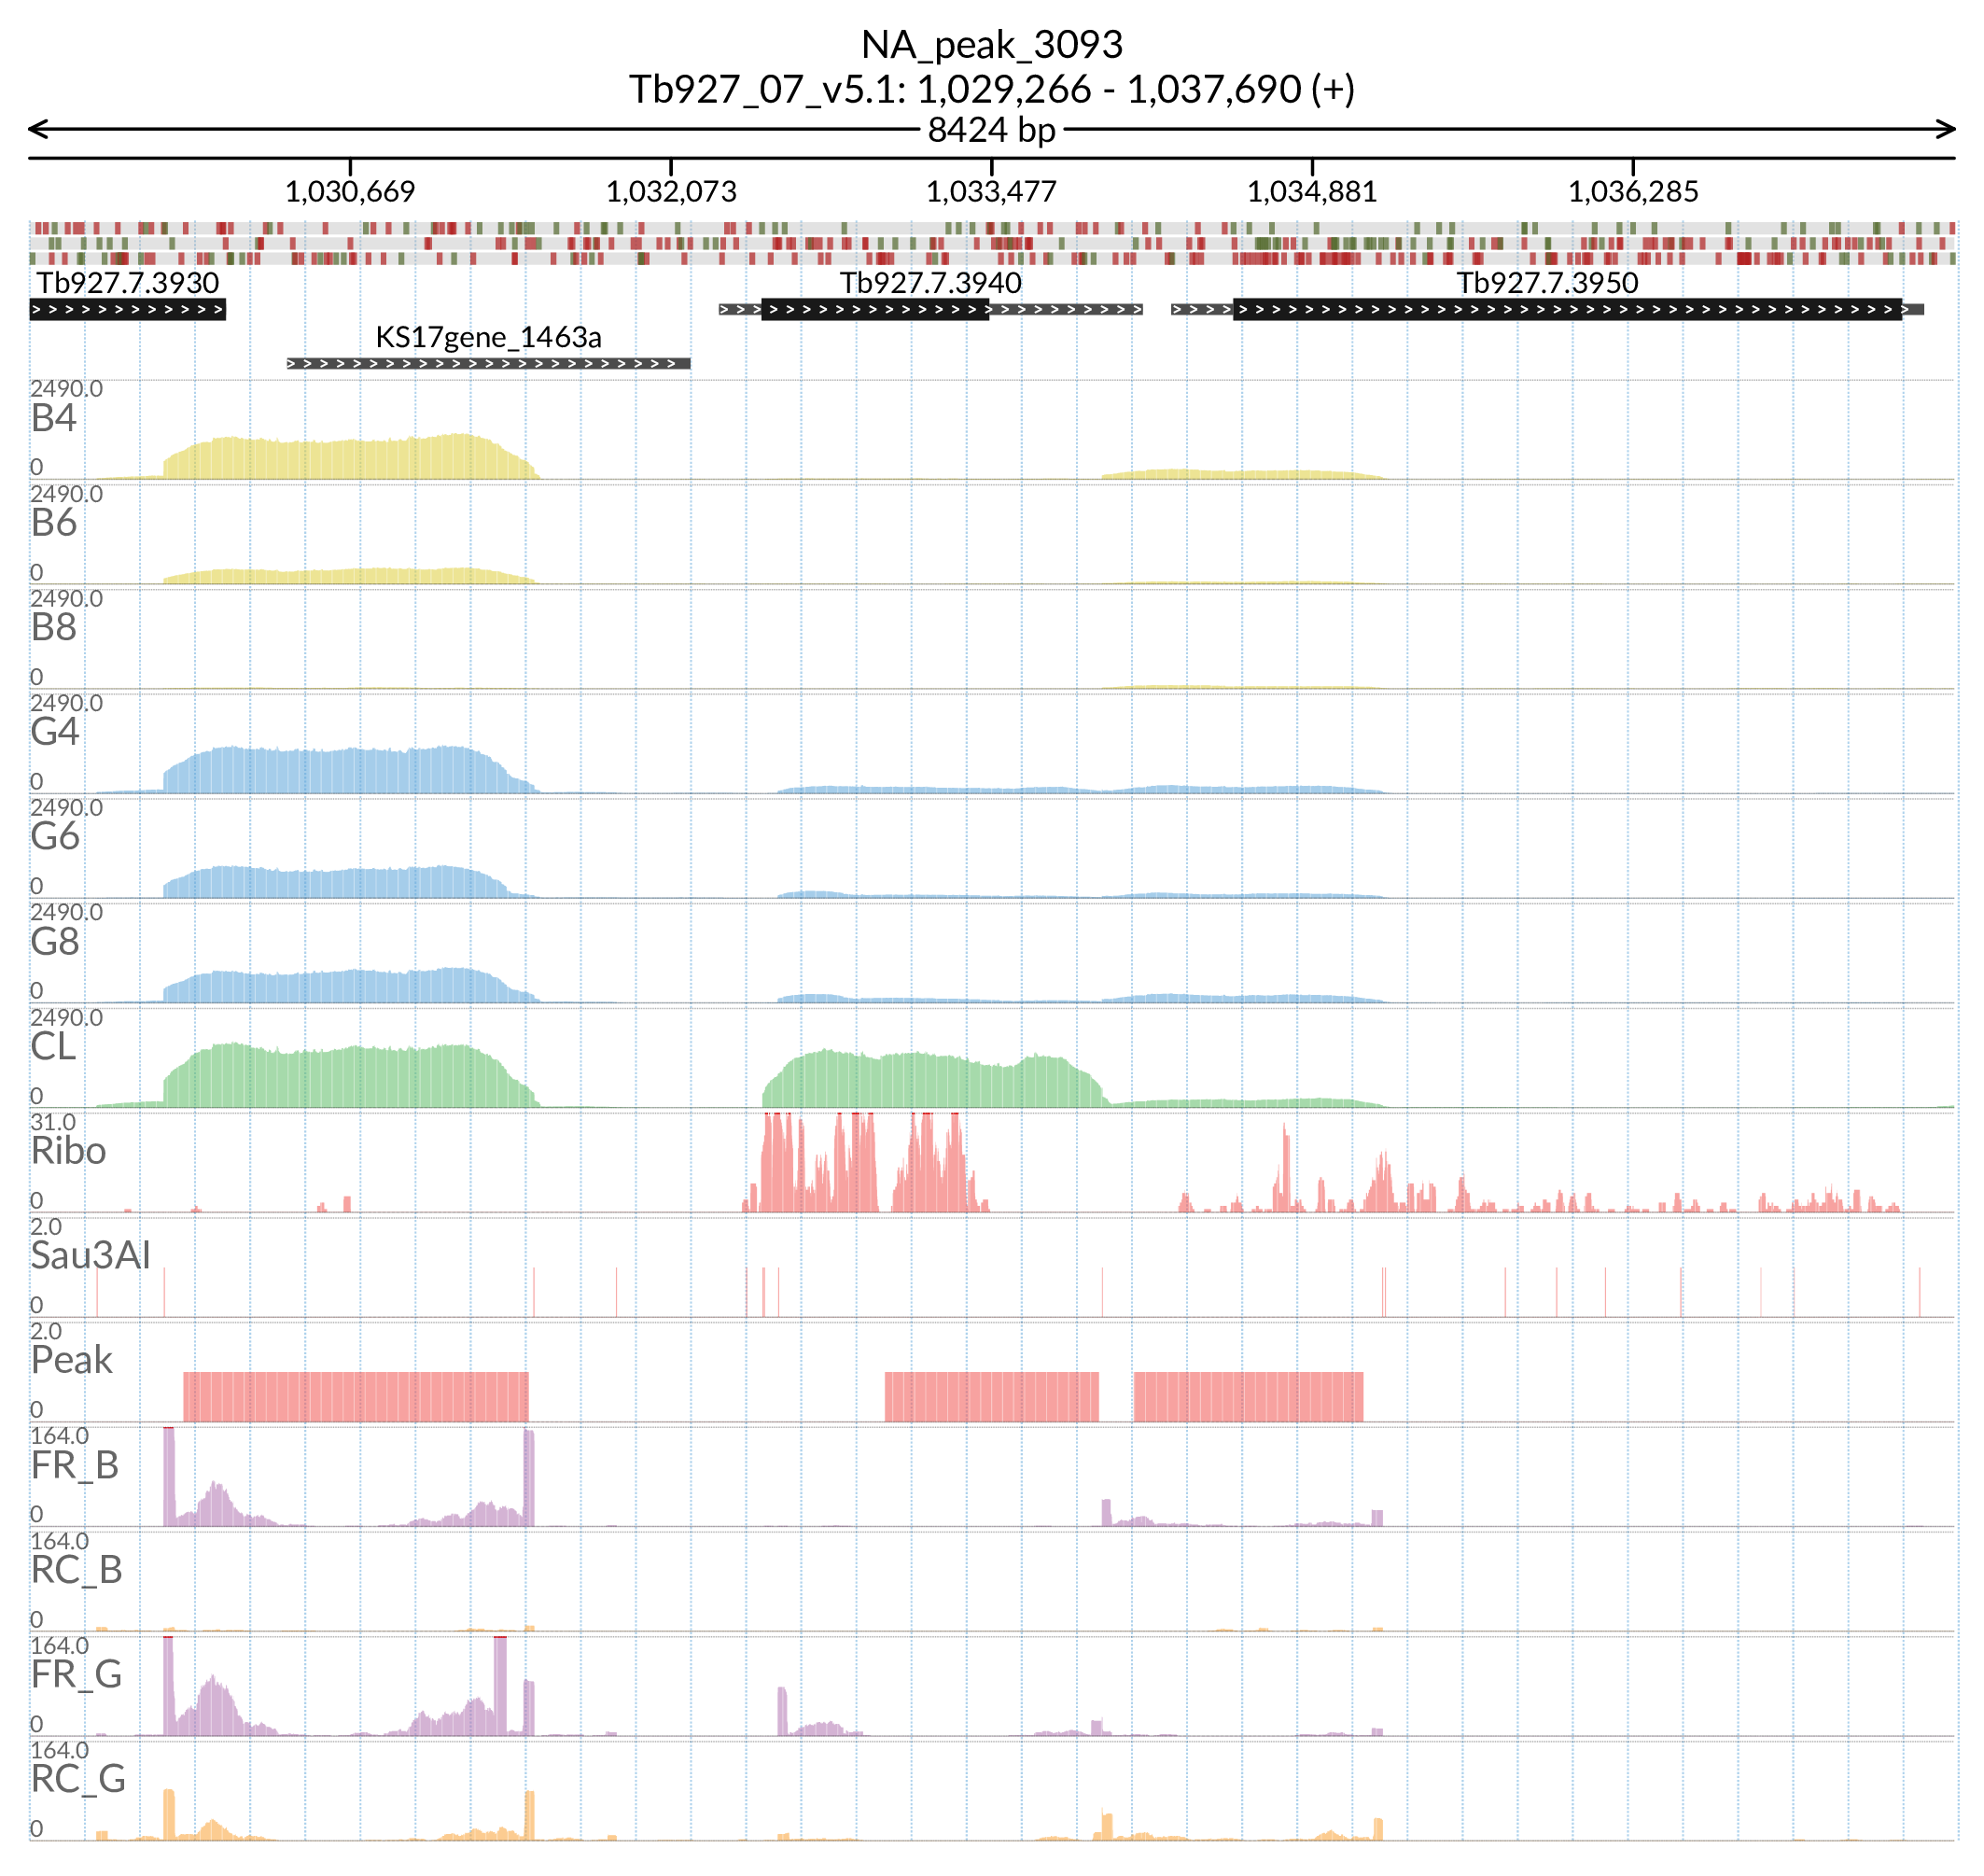 NA_peak_3093
Tb927_07_v5.1: 1,029,266 - 1,037,690 (+)
8424 bp
1,030,669 1,032,073 1,033,477 1,034,881 1,036,285
Tb927.7.3930 Tb927.7.3940 Tb927.7.3950
KS17gene_1463a
2490.0
B4
0
2490.0
B6
0
2490.0
B8
0
2490.0
G4
0
2490.0
G6
0
2490.0
G8
0
2490.0
CL
0
31.0
Ribo
0
2.0
Sau3AI
0
2.0
Peak
0
164.0
FR_B
0
164.0
RC_B
0
164.0
FR_G
0
164.0
RC_G
0